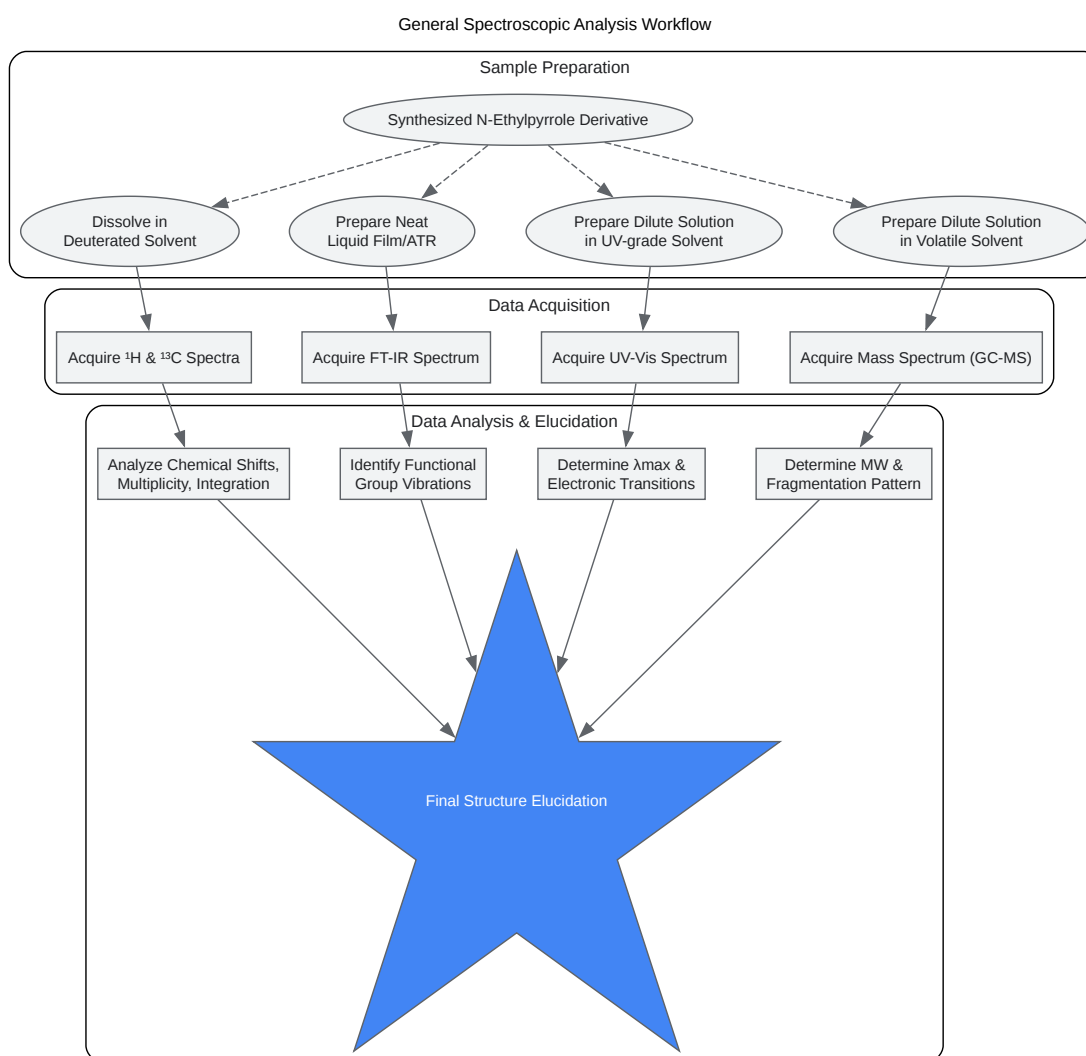 General Spectroscopic Analysis Workflow
Sample Preparation
Synthesized N-Ethylpyrrole Derivative
Dissolve in
Deuterated Solvent
Prepare Neat
Liquid Film/ATR
Prepare Dilute Solution
in UV-grade Solvent
Prepare Dilute Solution
in Volatile Solvent
Data Acquisition
Acquire ¹H & ¹³C Spectra
Acquire FT-IR Spectrum
Acquire UV-Vis Spectrum
Acquire Mass Spectrum (GC-MS)
Data Analysis & Elucidation
Analyze Chemical Shifts,
Multiplicity, Integration
Identify Functional
Group Vibrations
Determine λmax &
Electronic Transitions
Determine MW &
Fragmentation Pattern
Final Structure Elucidation